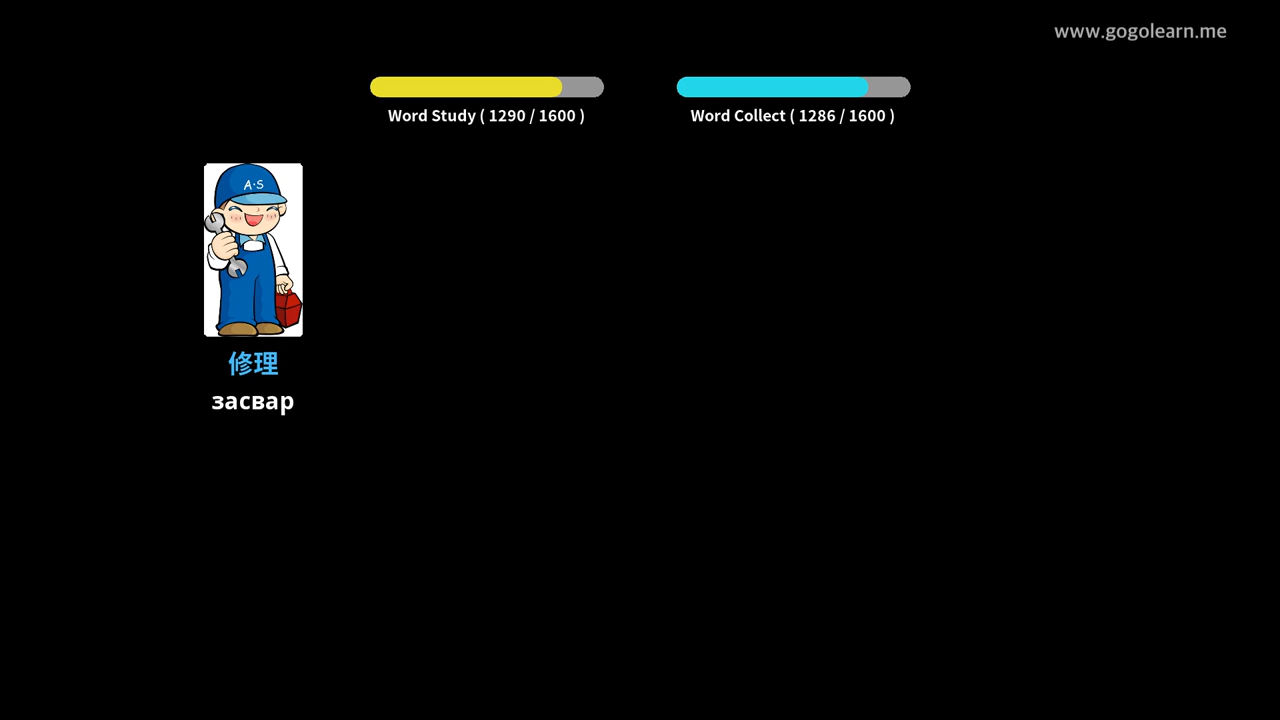 www.gogolearn.me
Word Study ( 1290 / 1600 )
Word Collect ( 1286 / 1600 )
A·S
修理
засвар